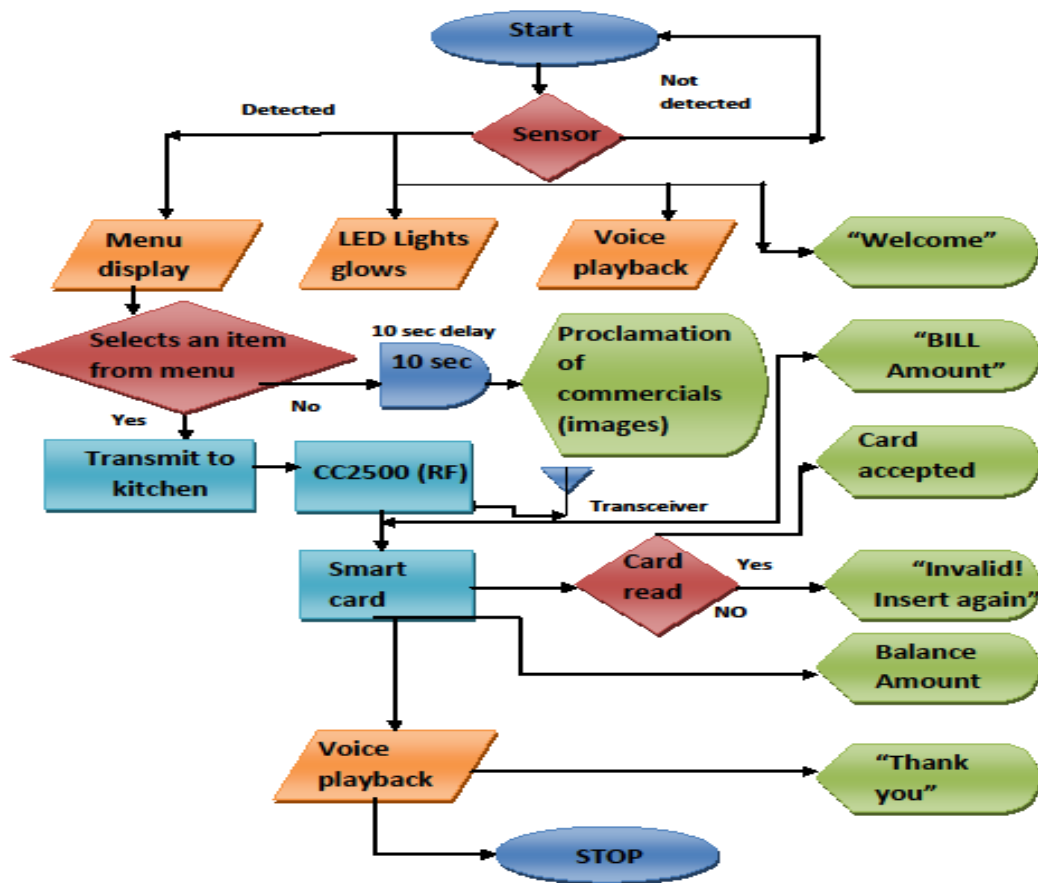 Start
Not
detected
Detected
Sensor
Menu
display
LED Lights
glows
Voice
playback
“Welcome”
Selects an item
from menu
10 sec delay
10 sec
Proclamation
of
commercials
(images)
“BILL
Amount”
No
Yes
Transmit to
kitchen
CC2500 (RF)
Card
accepted
Transceiver
Smart
card
Card
read
Yes
NO
“Invalid!
Insert again”
Balance
Amount
Voice
playback
“Thank
you”
STOP